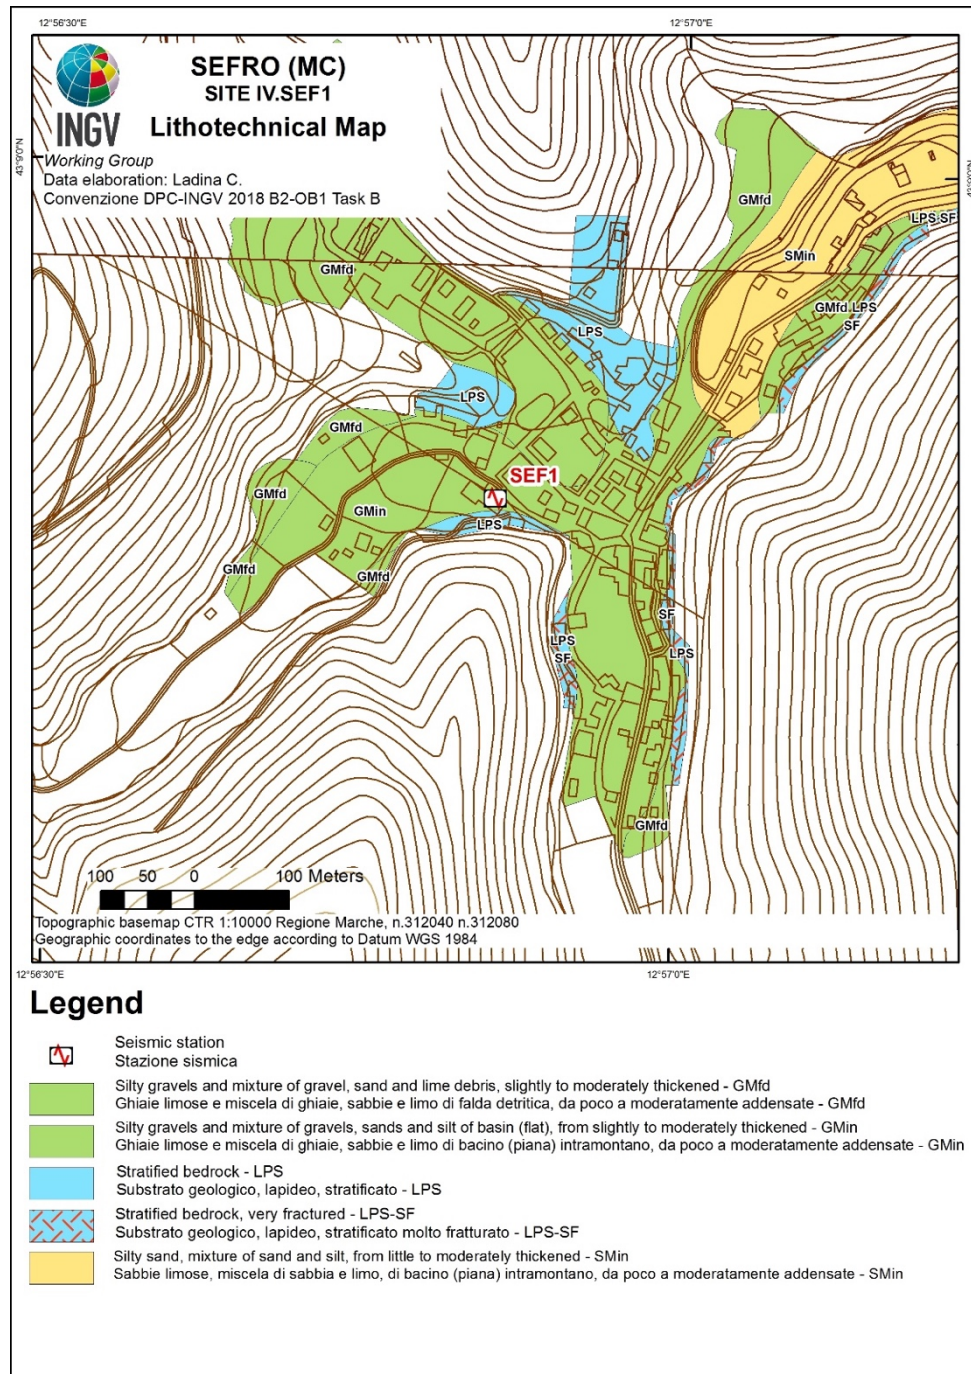 12°56'30"E
12°57'0"E
SEFRO (MC)
SITE IV.SEF1
Lithotechnical Map
INGV
Working Group
Data elaboration: Ladina C.
Convenzione DPC-INGV 2018 B2-OB1 Task B
43°9'0"N
43°9'0"N
GMfd
LPS-SF
GMfd
SMin
GMfd LPS
SF
LPS
LPS
GMfd
SEF1
GMfd
GMin
LPS
GMfd
GMfd
SF
LPS
SF
LPS
GMfd
100 50 0 100 Meters
Topographic basemap CTR 1:10000 Regione Marche, n.312040 n.312080
Geographic coordinates to the edge according to Datum WGS 1984
12°56'30"E
12°57'0"E
Legend
Seismic station
Stazione sismica
Silty gravels and mixture of gravel, sand and lime debris, slightly to moderately thickened - GMfd
Ghiaie limose e miscela di ghiaie, sabbie e limo di falda detritica, da poco a moderatamente addensate - GMfd
Silty gravels and mixture of gravels, sands and silt of basin (flat), from slightly to moderately thickened - GMin
Ghiaie limose e miscela di ghiaie, sabbie e limo di bacino (piana) intramontano, da poco a moderatamente addensate - GMin
Stratified bedrock - LPS
Substrato geologico, lapideo, stratificato - LPS
Stratified bedrock, very fractured - LPS-SF
Substrato geologico, lapideo, stratificato molto fratturato - LPS-SF
Silty sand, mixture of sand and silt, from little to moderately thickened - SMin
Sabbie limose, miscela di sabbia e limo, di bacino (piana) intramontano, da poco a moderatamente addensate - SMin